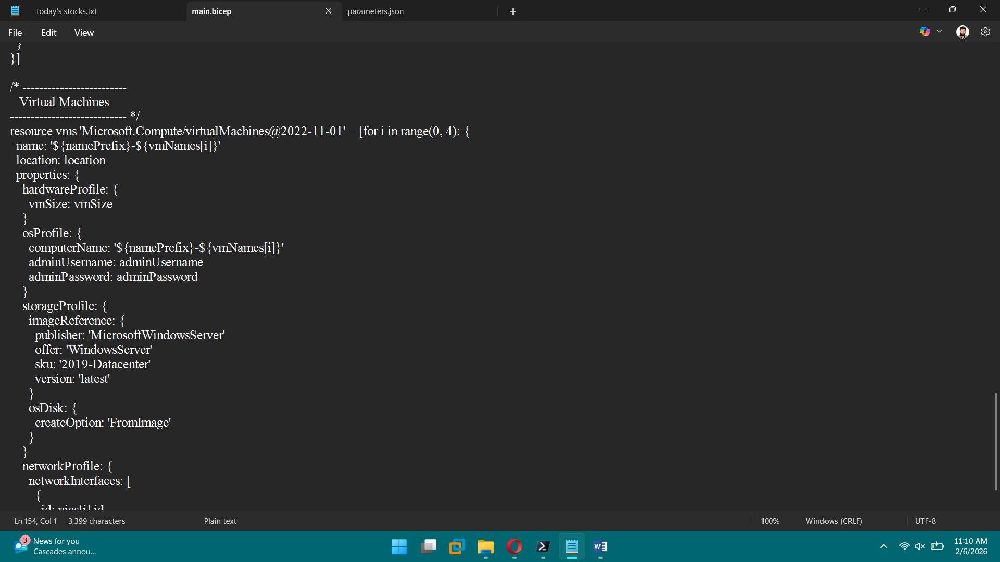 today's stocks.txt
main.bicep
parameters.json
File
Edit
View
}
}]
/* -------------------------
Virtual Machines
---------------------------- */
resource vms 'Microsoft.Compute/virtualMachines@2022-11-01' = [for i in range(0, 4): {
name: '${namePrefix}-${vmNames[i]}'
location: location
properties: {
hardwareProfile: {
vmSize: vmSize
}
osProfile: {
computerName: '${namePrefix}-${vmNames[i]}'
adminUsername: adminUsername
adminPassword: adminPassword
}
storageProfile: {
imageReference: {
publisher: 'MicrosoftWindowsServer'
offer: 'WindowsServer'
sku: '2019-Datacenter'
version: 'latest'
}
osDisk: {
createOption: 'FromImage'
}
}
networkProfile: {
networkInterfaces: [
{
id: nics[i].id
Ln 154, Col 1
3,399 characters
Plain text
100%
Windows (CRLF)
UTF-8
3
News for you
Cascades annou...
11:10 AM
2/6/2026